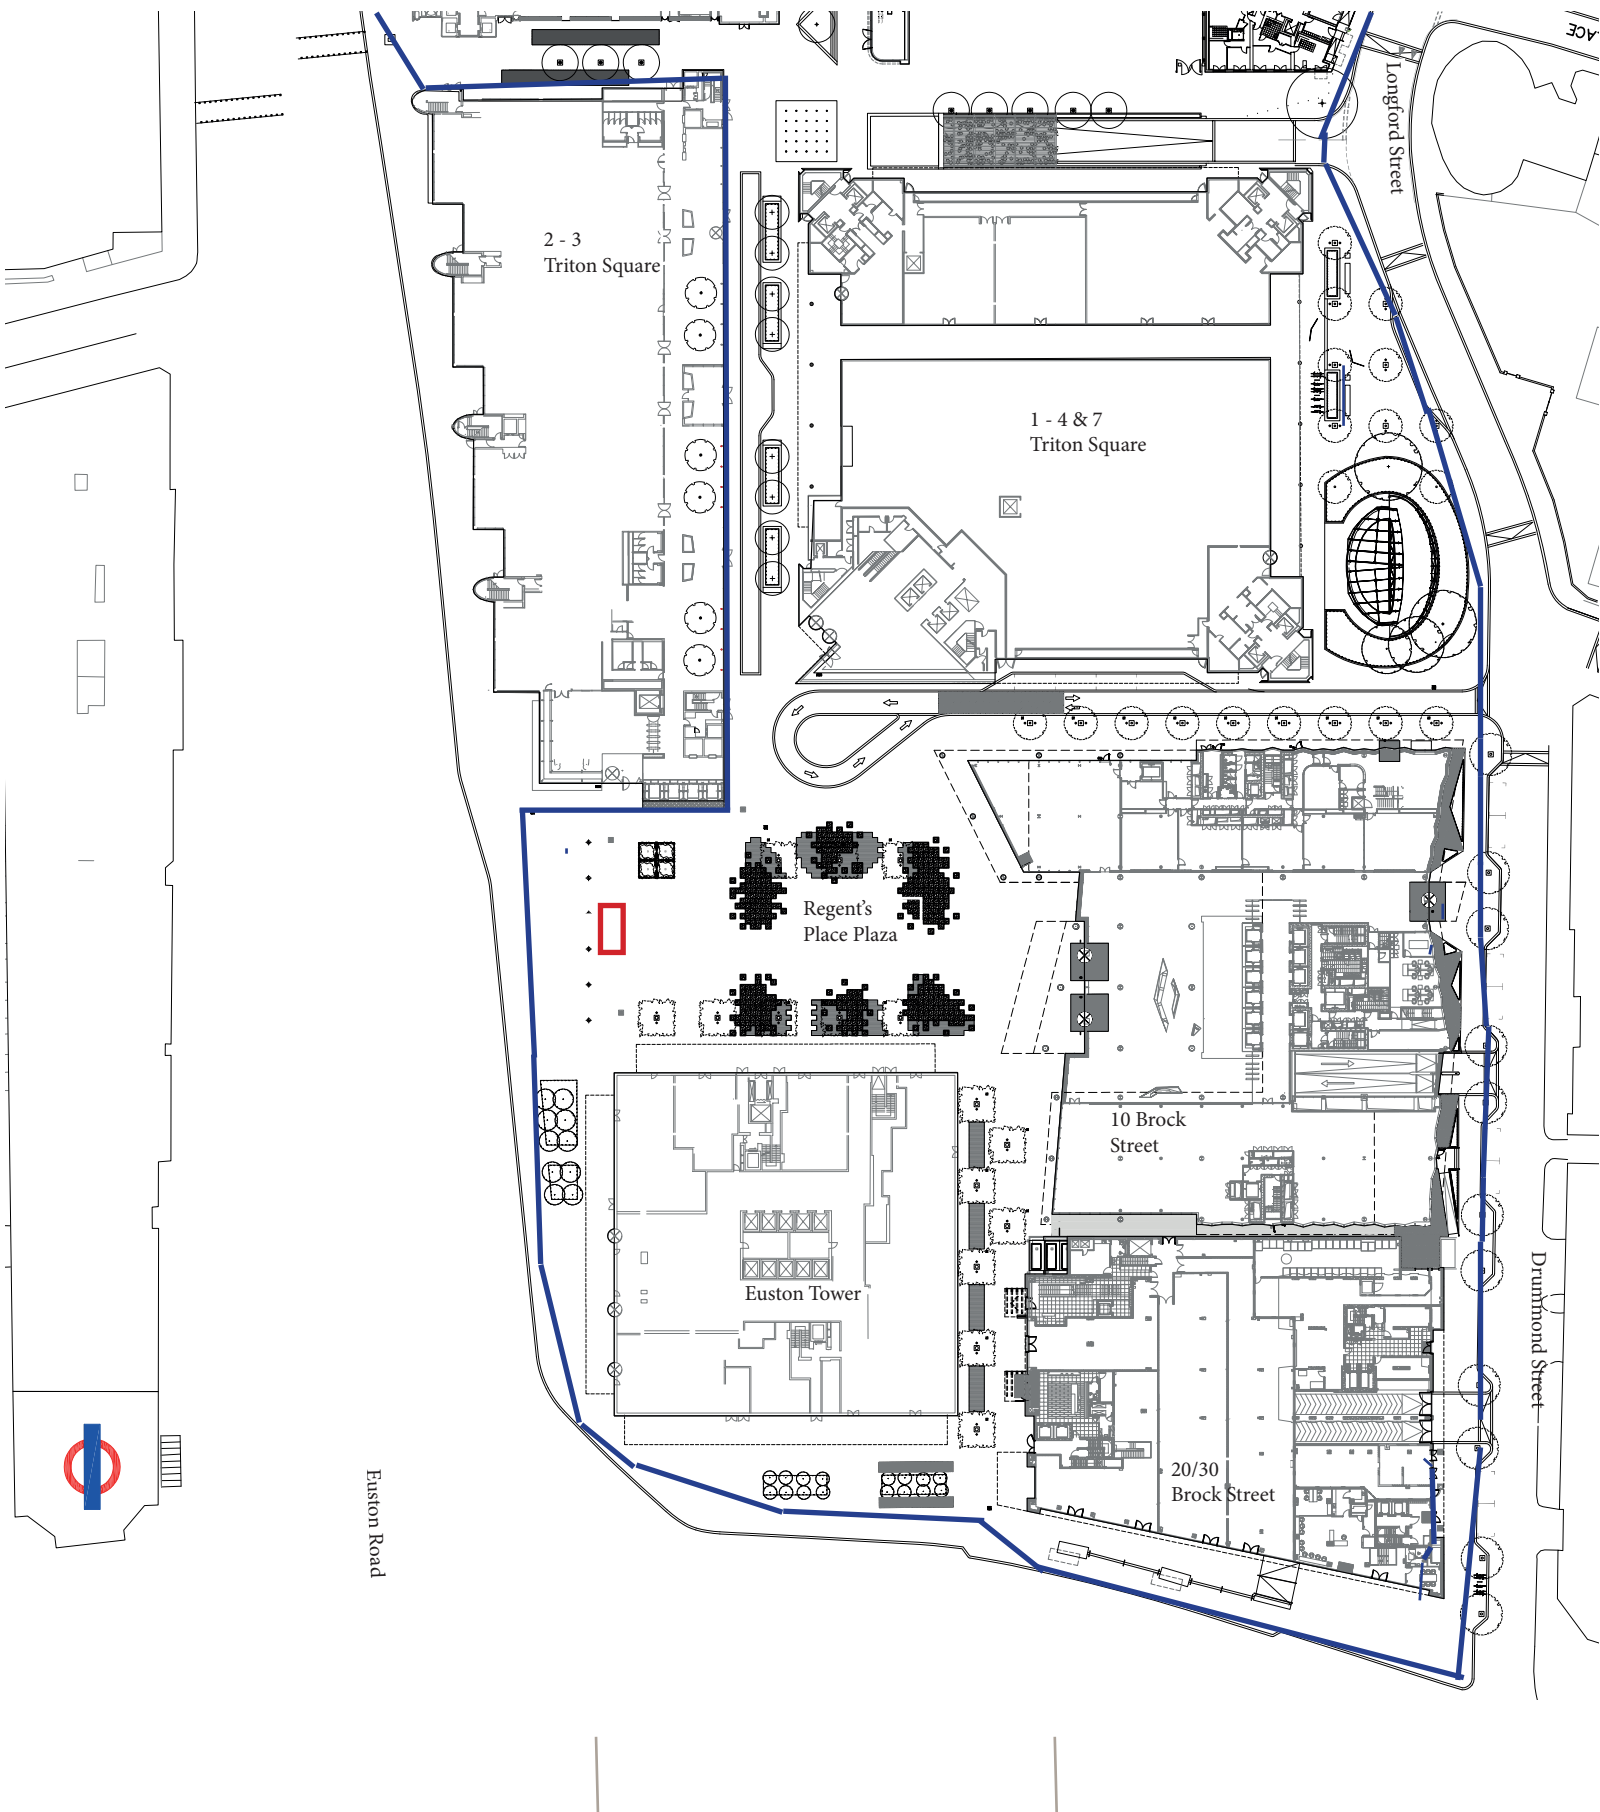 LACE
Longford Street
2 - 3
Triton Square
1 - 4 & 7
Triton Square
Regent's
Place Plaza
10 Brock
Street
Euston Tower
Drummond Street
20/30
Brock Street
Euston Road